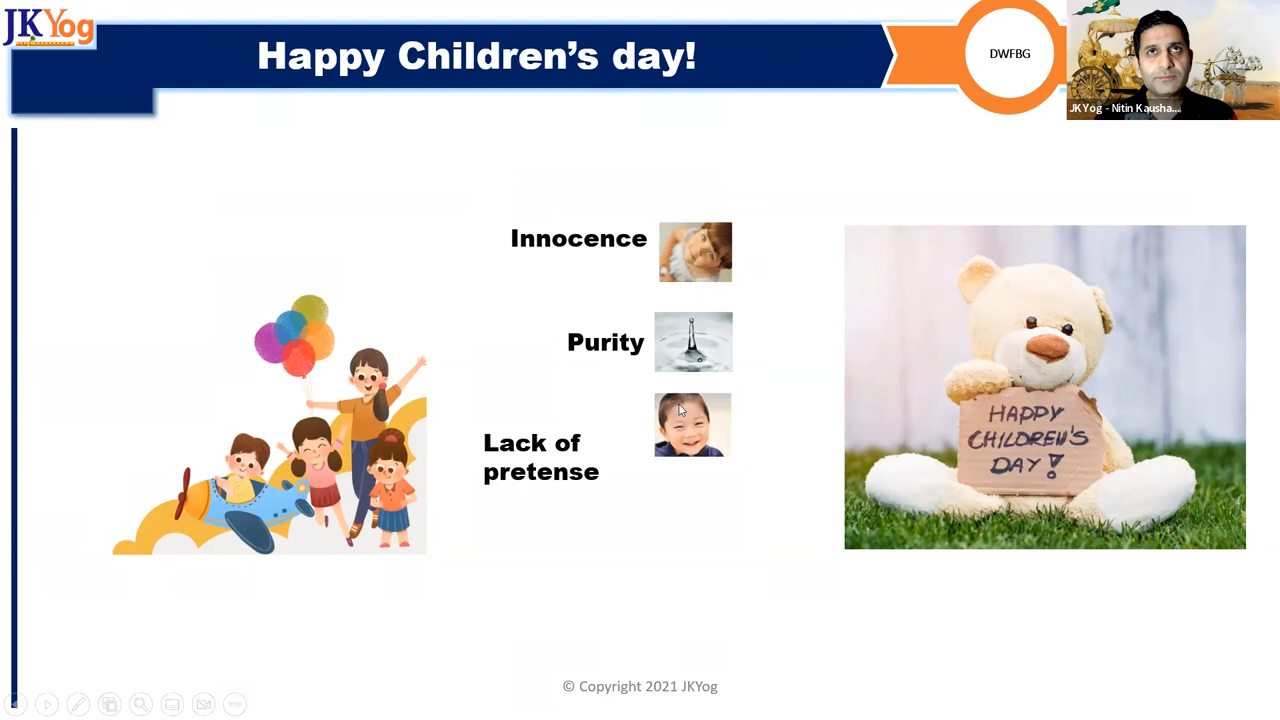 JKYog
Happy Children's day!
DWFBG
JKYog - Nitin Kausha...
Innocence
Purity
Lack of
pretense
HAPPY
CHILDREN'S
DAY!
© Copyright 2021 JKYog